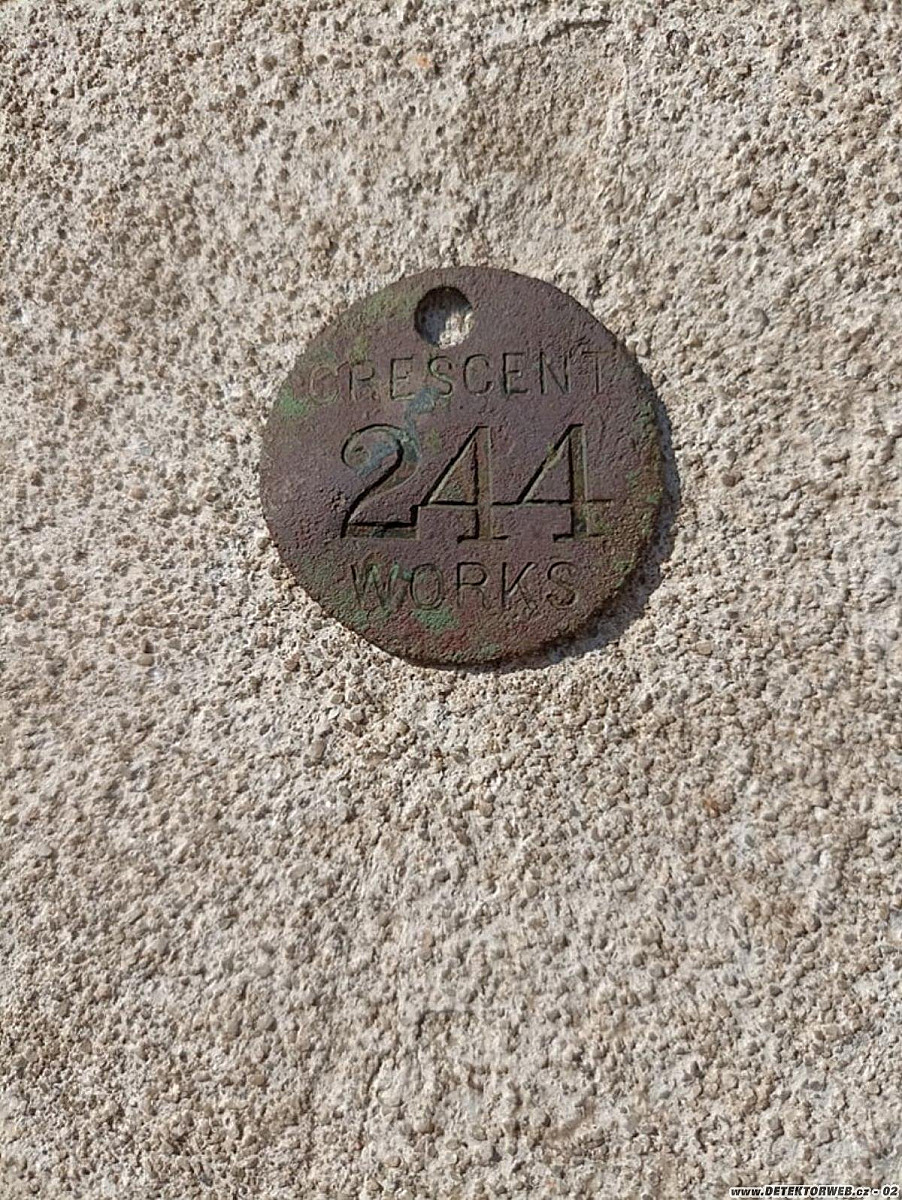 CRESCENT
244
WORKS
www.DETEKTORWEB.cz - 02